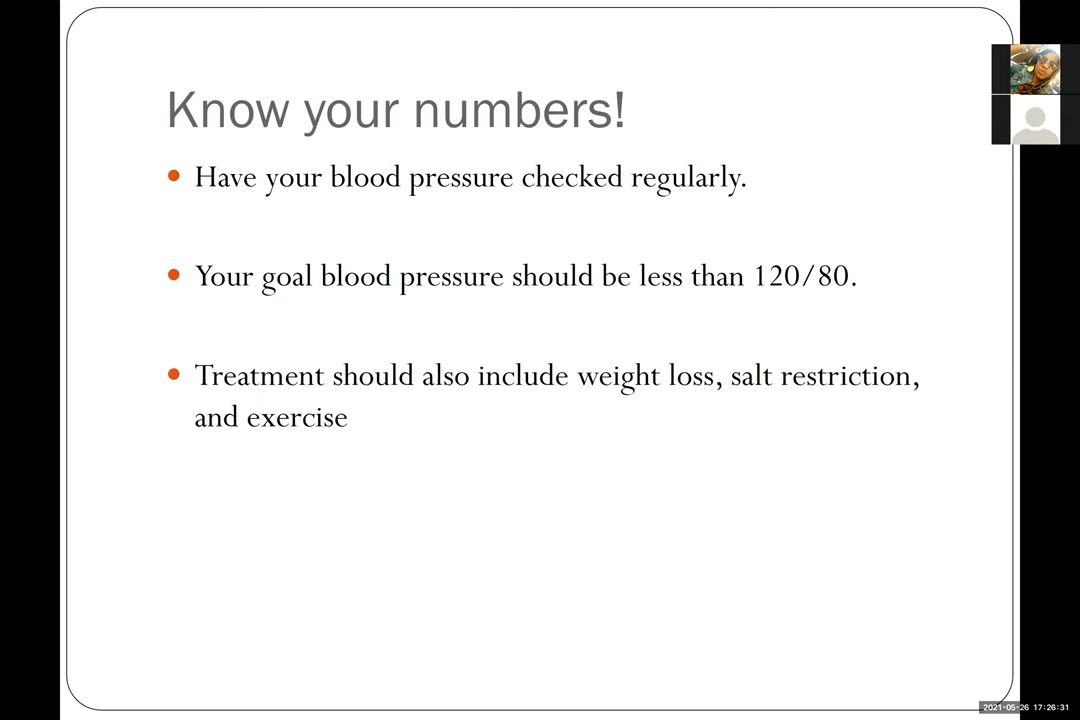 Know your numbers!
Have your blood pressure checked regularly.
Your goal blood pressure should be less than 120/80.
Treatment should also include weight loss, salt restriction,
and exercise
2021-05-26 17:26:31